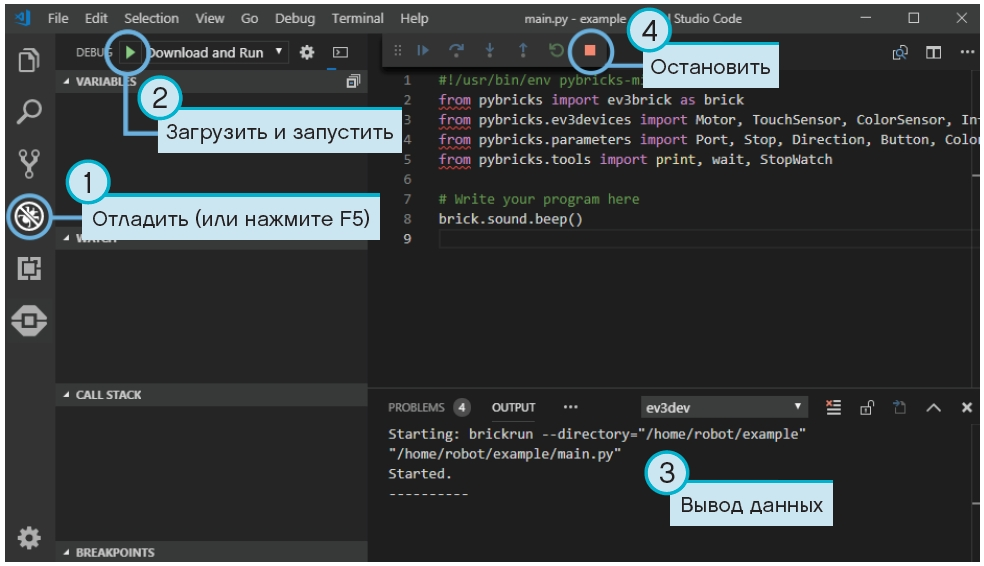 File Edit Selection View Go Debug Terminal Help main.py - example Studio Code
4
Остановить
DEBUG Download and Run
VARIABLES
2
Загрузить и запустить
1
Отладить (или нажмите F5)
WATCH
CALL STACK
BREAKPOINTS
1 #!/usr/bin/env
2 from pybricks import ev3brick as brick
3 from pybricks.ev3devices import Motor, TouchSensor, ColorSensor,
4 from pybricks.parameters import Port, Stop, Direction, Button,
5 from pybricks.tools import print, wait, StopWatch
6
7 # Write your program here
8 brick.sound.beep()
9
PROBLEMS 4 OUTPUT ··· ev3dev
Starting: brickrun --directory="/home/robot/example"
"/home/robot/example/main.py"
Started.
----------
3
Вывод данных